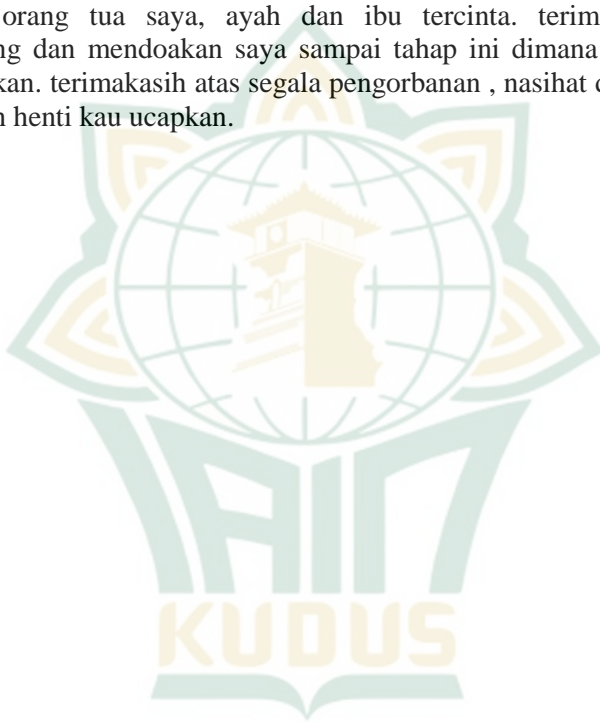 orang tua saya, ayah dan ibu tercinta. terim
ng dan mendoakan saya sampai tahap ini dimana
kan. terimakasih atas segala pengorbanan , nasihat
n henti kau ucapkan.
IAIN
KUDUS